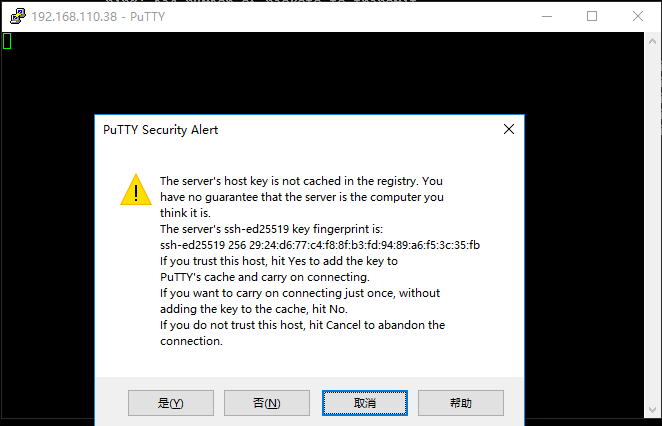 192.168.110.38 - PuTTY
PuTTY Security Alert
The server's host key is not cached in the registry. You
have no guarantee that the server is the computer you
think it is.
The server's ssh-ed25519 key fingerprint is:
ssh-ed25519 256 29:24:d6:77:c4:f8:8f:b3:fd:94:89:a6:f5:3c:35:fb
If you trust this host, hit Yes to add the key to
PuTTY's cache and carry on connecting.
If you want to carry on connecting just once, without
adding the key to the cache, hit No.
If you do not trust this host, hit Cancel to abandon the
connection.
是(Y) 否(N) 取消 帮助